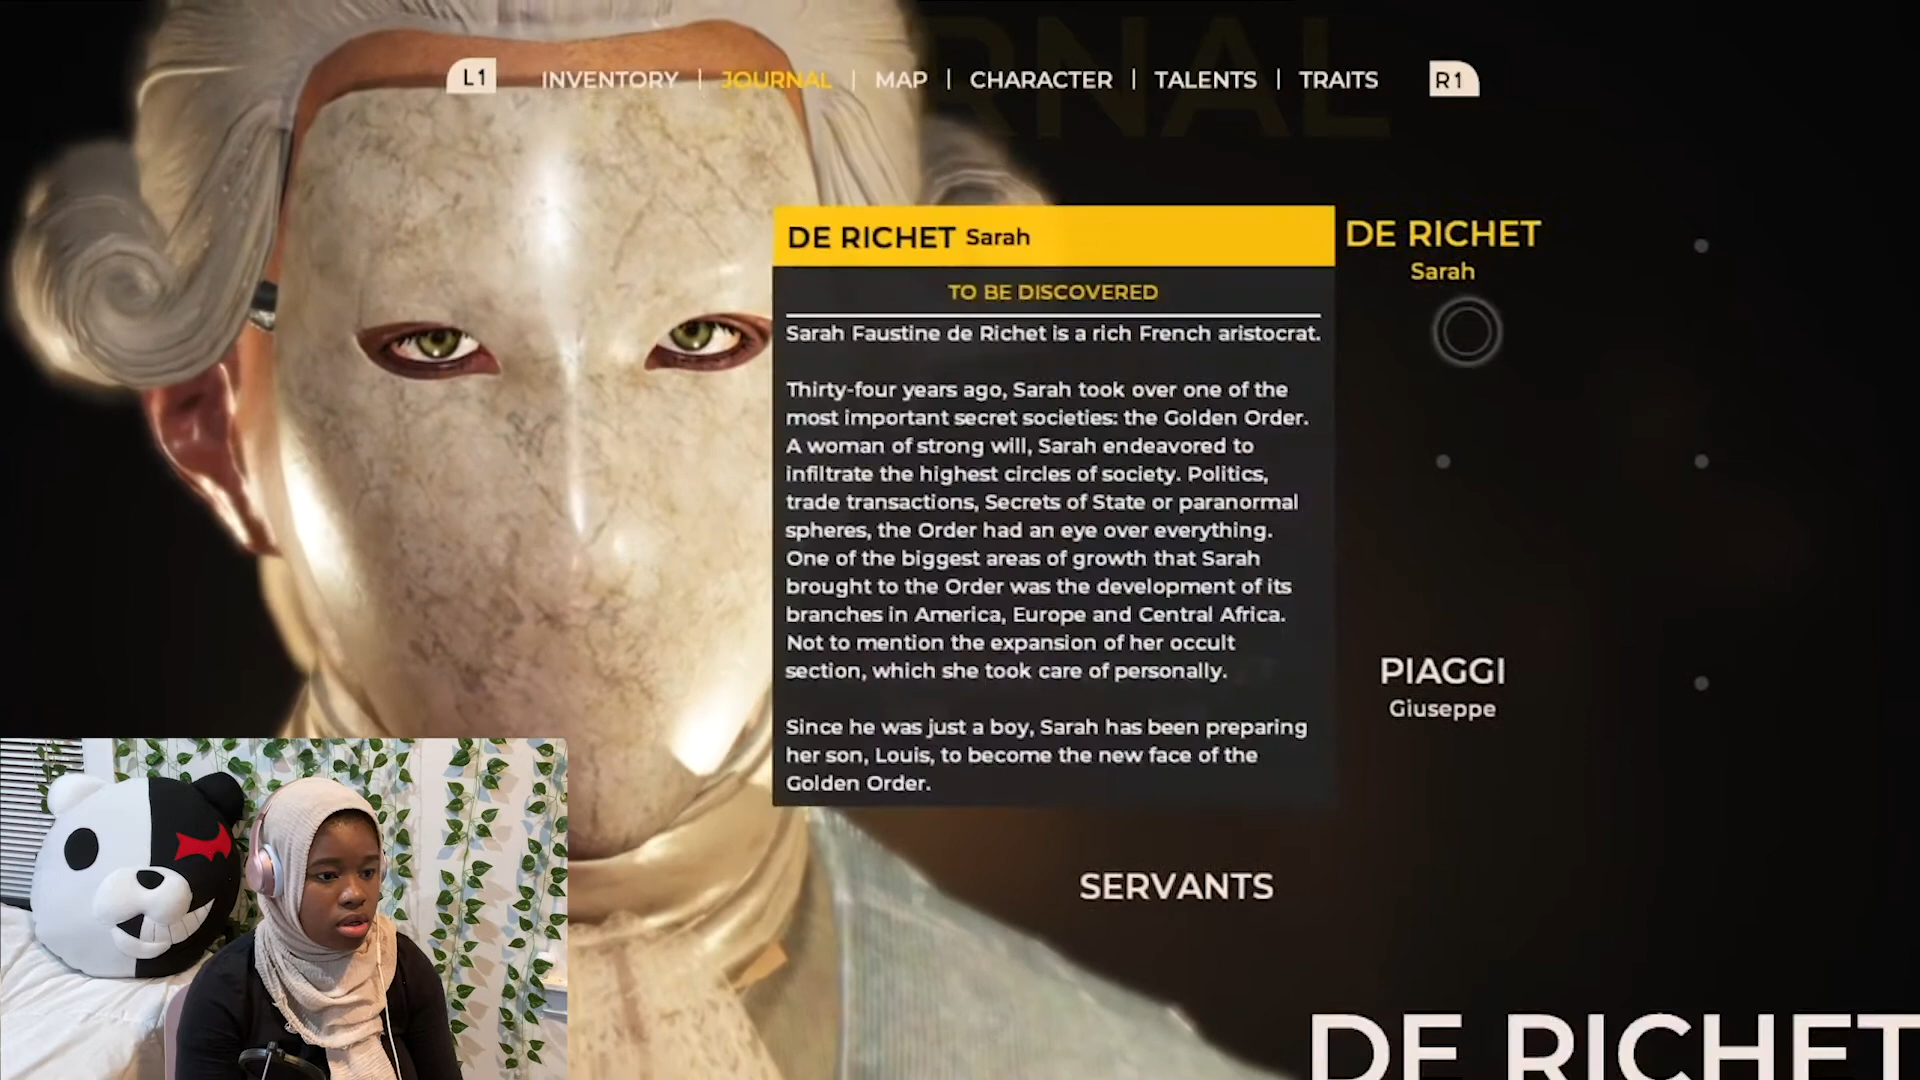 RNAL
L1 INVENTORY | JOURNAL | MAP | CHARACTER | TALENTS | TRAITS R1
DE RICHET Sarah
TO BE DISCOVERED
Sarah Faustine de Richet is a rich French aristocrat.
Thirty-four years ago, Sarah took over one of the
most important secret societies: the Golden Order.
A woman of strong will, Sarah endeavored to
infiltrate the highest circles of society. Politics,
trade transactions, Secrets of State or paranormal
spheres, the Order had an eye over everything.
One of the biggest areas of growth that Sarah
brought to the Order was the development of its
branches in America, Europe and Central Africa.
Not to mention the expansion of her occult
section, which she took care of personally.
Since he was just a boy, Sarah has been preparing
her son, Louis, to become the new face of the
Golden Order.
DE RICHET
Sarah
PIAGGI
Giuseppe
SERVANTS
DE RICHET